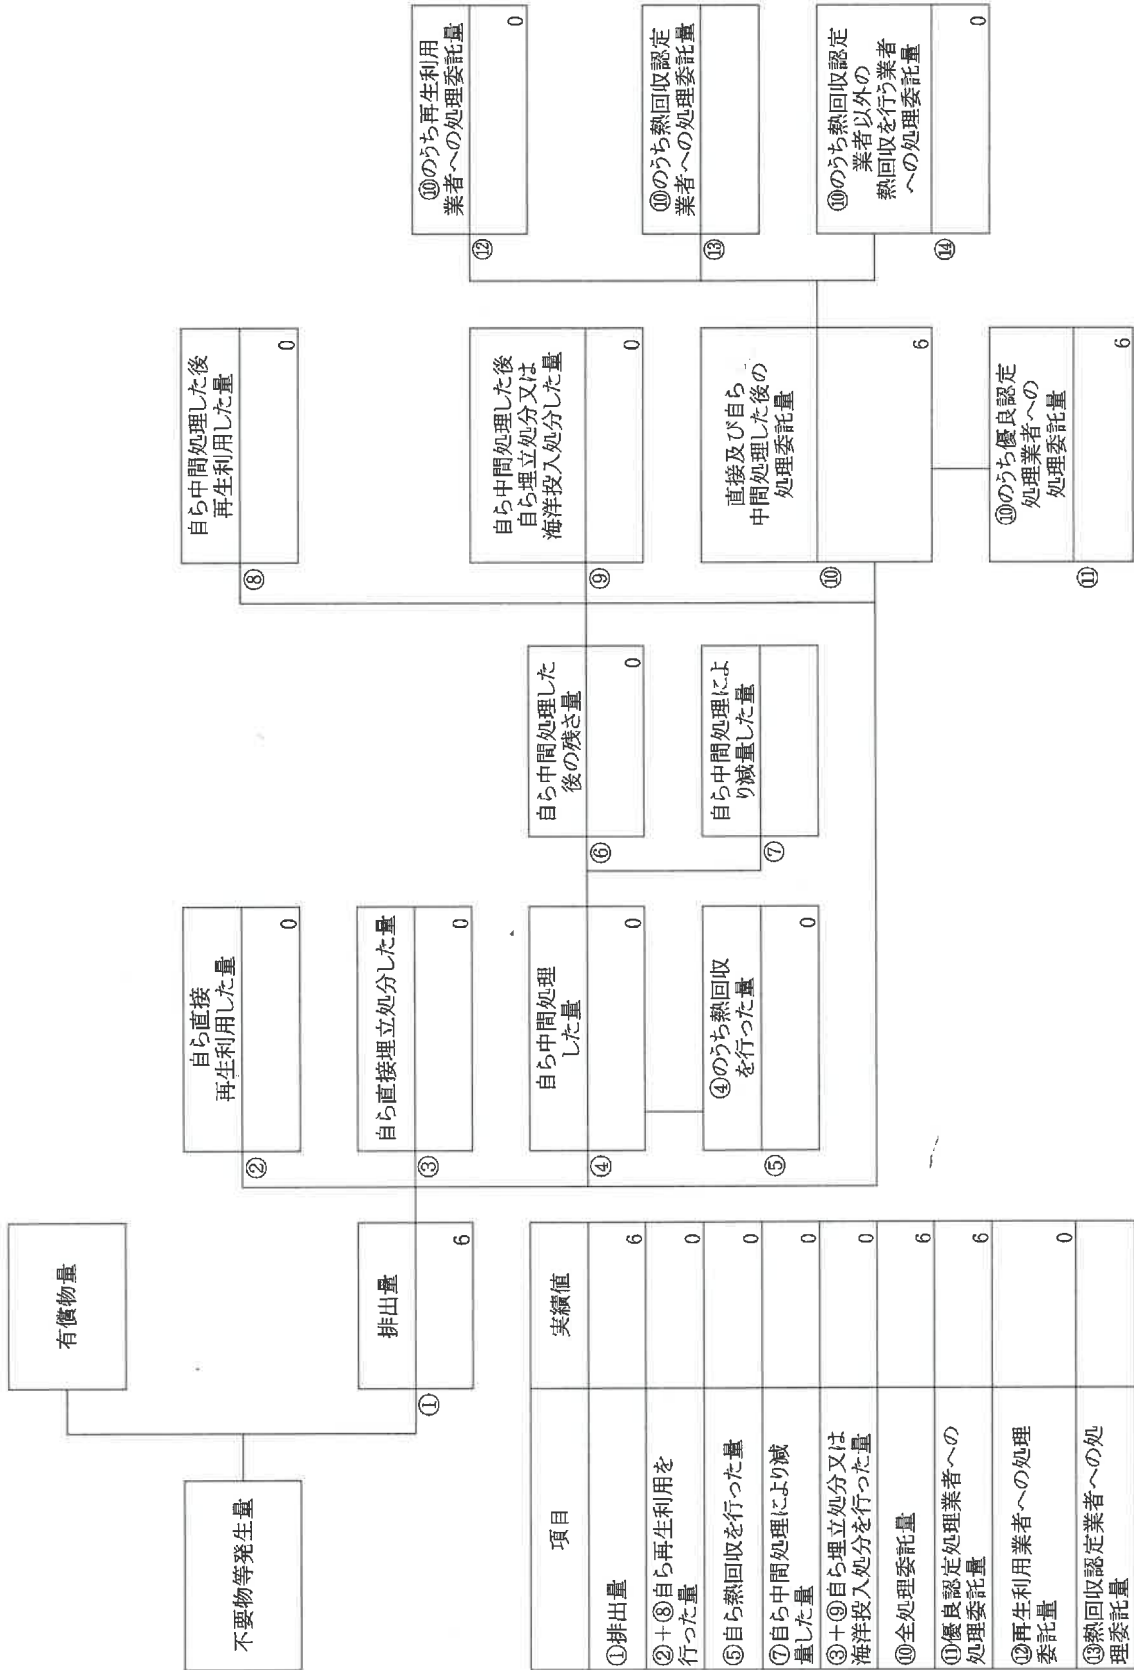 不要物等発生量
有償物量
①
排出量
6
②
自ら直接
再生利用した量
0
③
自ら直接埋立処分した量
0
④
自ら中間処理
した量
0
⑤
④のうち熱回収
を行った量
0
⑥
自ら中間処理した
後の残さ量
0
⑦
自ら中間処理によ
り減量した量
⑧
自ら中間処理した後
再生利用した量
0
⑨
自ら中間処理した後
自ら埋立処分又は
海洋投入処分した量
0
⑩
直接及び自ら
中間処理した後の
処理委託量
6
⑪
⑩のうち優良認定
処理業者への
処理委託量
6
⑫
⑩のうち再生利用
業者への処理委託量
0
⑬
⑩のうち熱回収認定
業者への処理委託量
⑭
⑩のうち熱回収認定
業者以外の
熱回収を行う業者
への処理委託量
0
項目 実績値
①排出量 6
②+⑧自ら再生利用を
行った量 0
⑤自ら熱回収を行った量 0
⑦自ら中間処理により減
量した量 0
③+⑨自ら埋立処分又は
海洋投入処分を行った量 0
⑩全処理委託量 6
⑪優良認定処理業者への
処理委託量 6
⑫再生利用業者への処理
委託量 0
⑬熱回収認定業者への処
理委託量